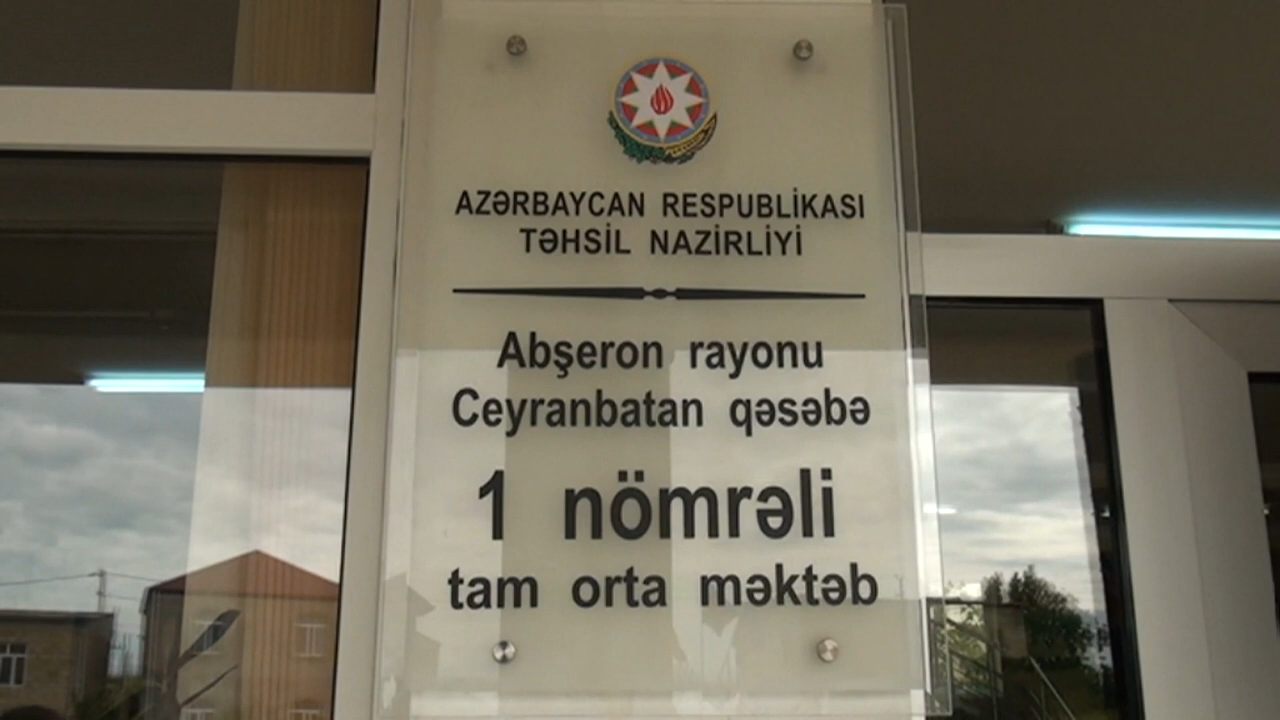 AZƏRBAYCAN RESPUBLİKASI
TƏHSİL NAZİRLİYİ
Abşeron rayonu
Ceyranbatan qəsəbə
1 nömrəli
tam orta məktəb